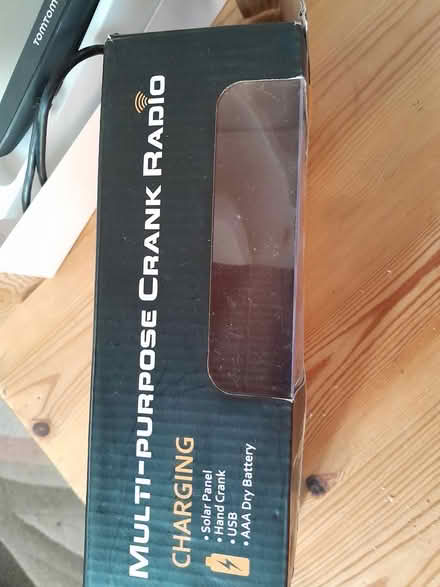 TOMTOM
MULTI-PURPOSE CRANK RADIO
CHARGING
• Solar Panel
• Hand Crank
• USB
• AAA Dry Battery